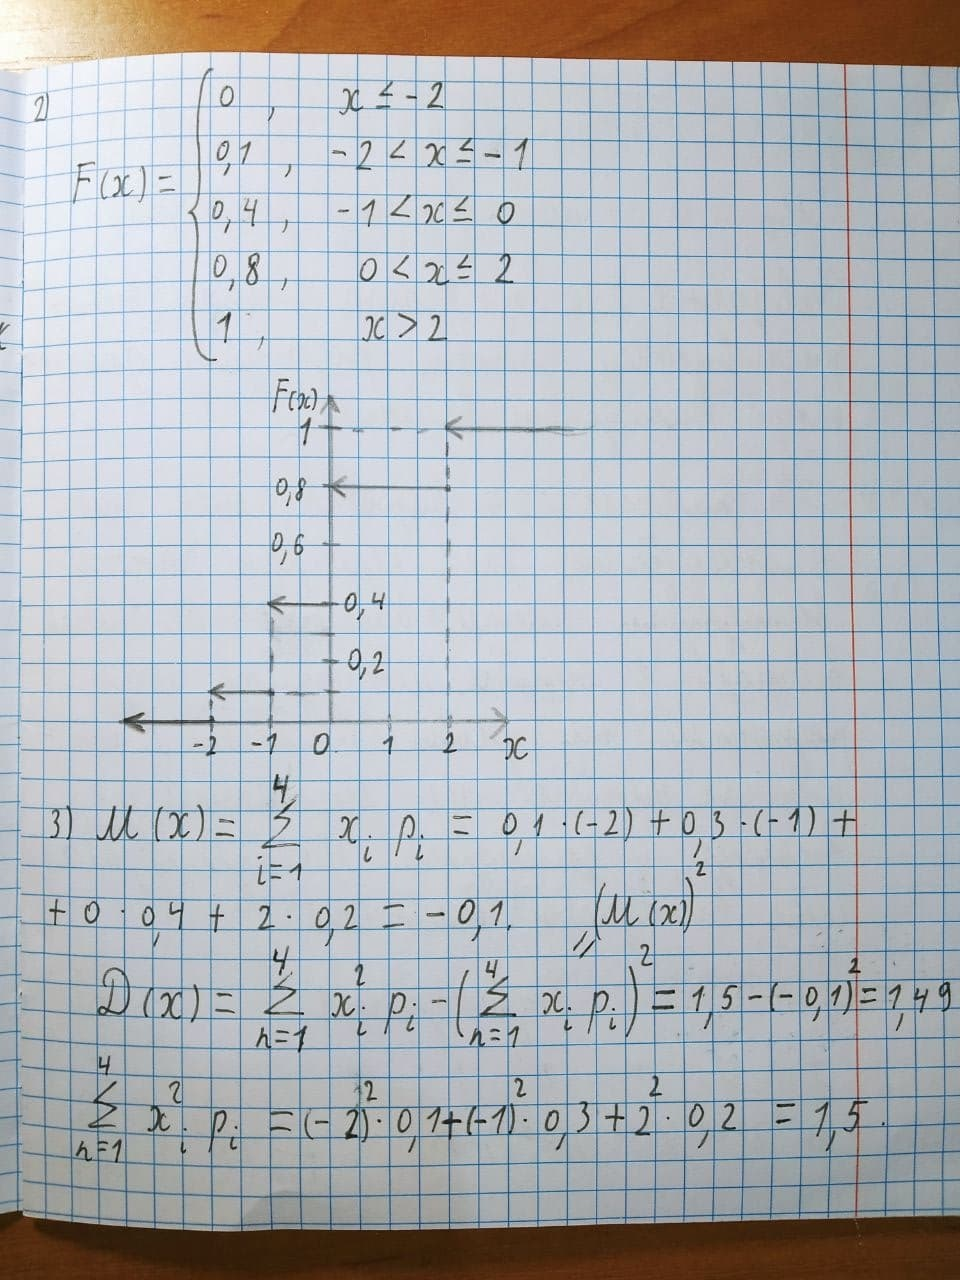 2)
0 , x ≤ -2
0,1 , -2 < x ≤ -1
F(x) =
0,4 , -1 < x ≤ 0
0,8 , 0 < x ≤ 2
1 , x > 2
F(x)
1
0,8
0,6
0,4
0,2
-2 -1 0 1 2 x
3) M(x) = ∑_{i=1}^{4} x_i p_i = 0,1 · (-2) + 0,3 · (-1) +
+ 0 · 0,4 + 2 · 0,2 = -0,1. (M(x))²
D(x) = ∑_{n=1}^{4} x_i² p_i - (∑_{n=1}^{4} x_i p_i)² = 1,5 - (-0,1)² = 1,49
∑_{n=1}^{4} x_i² p_i = (-2)² · 0,1 + (-1)² · 0,3 + 2² · 0,2 = 1,5.